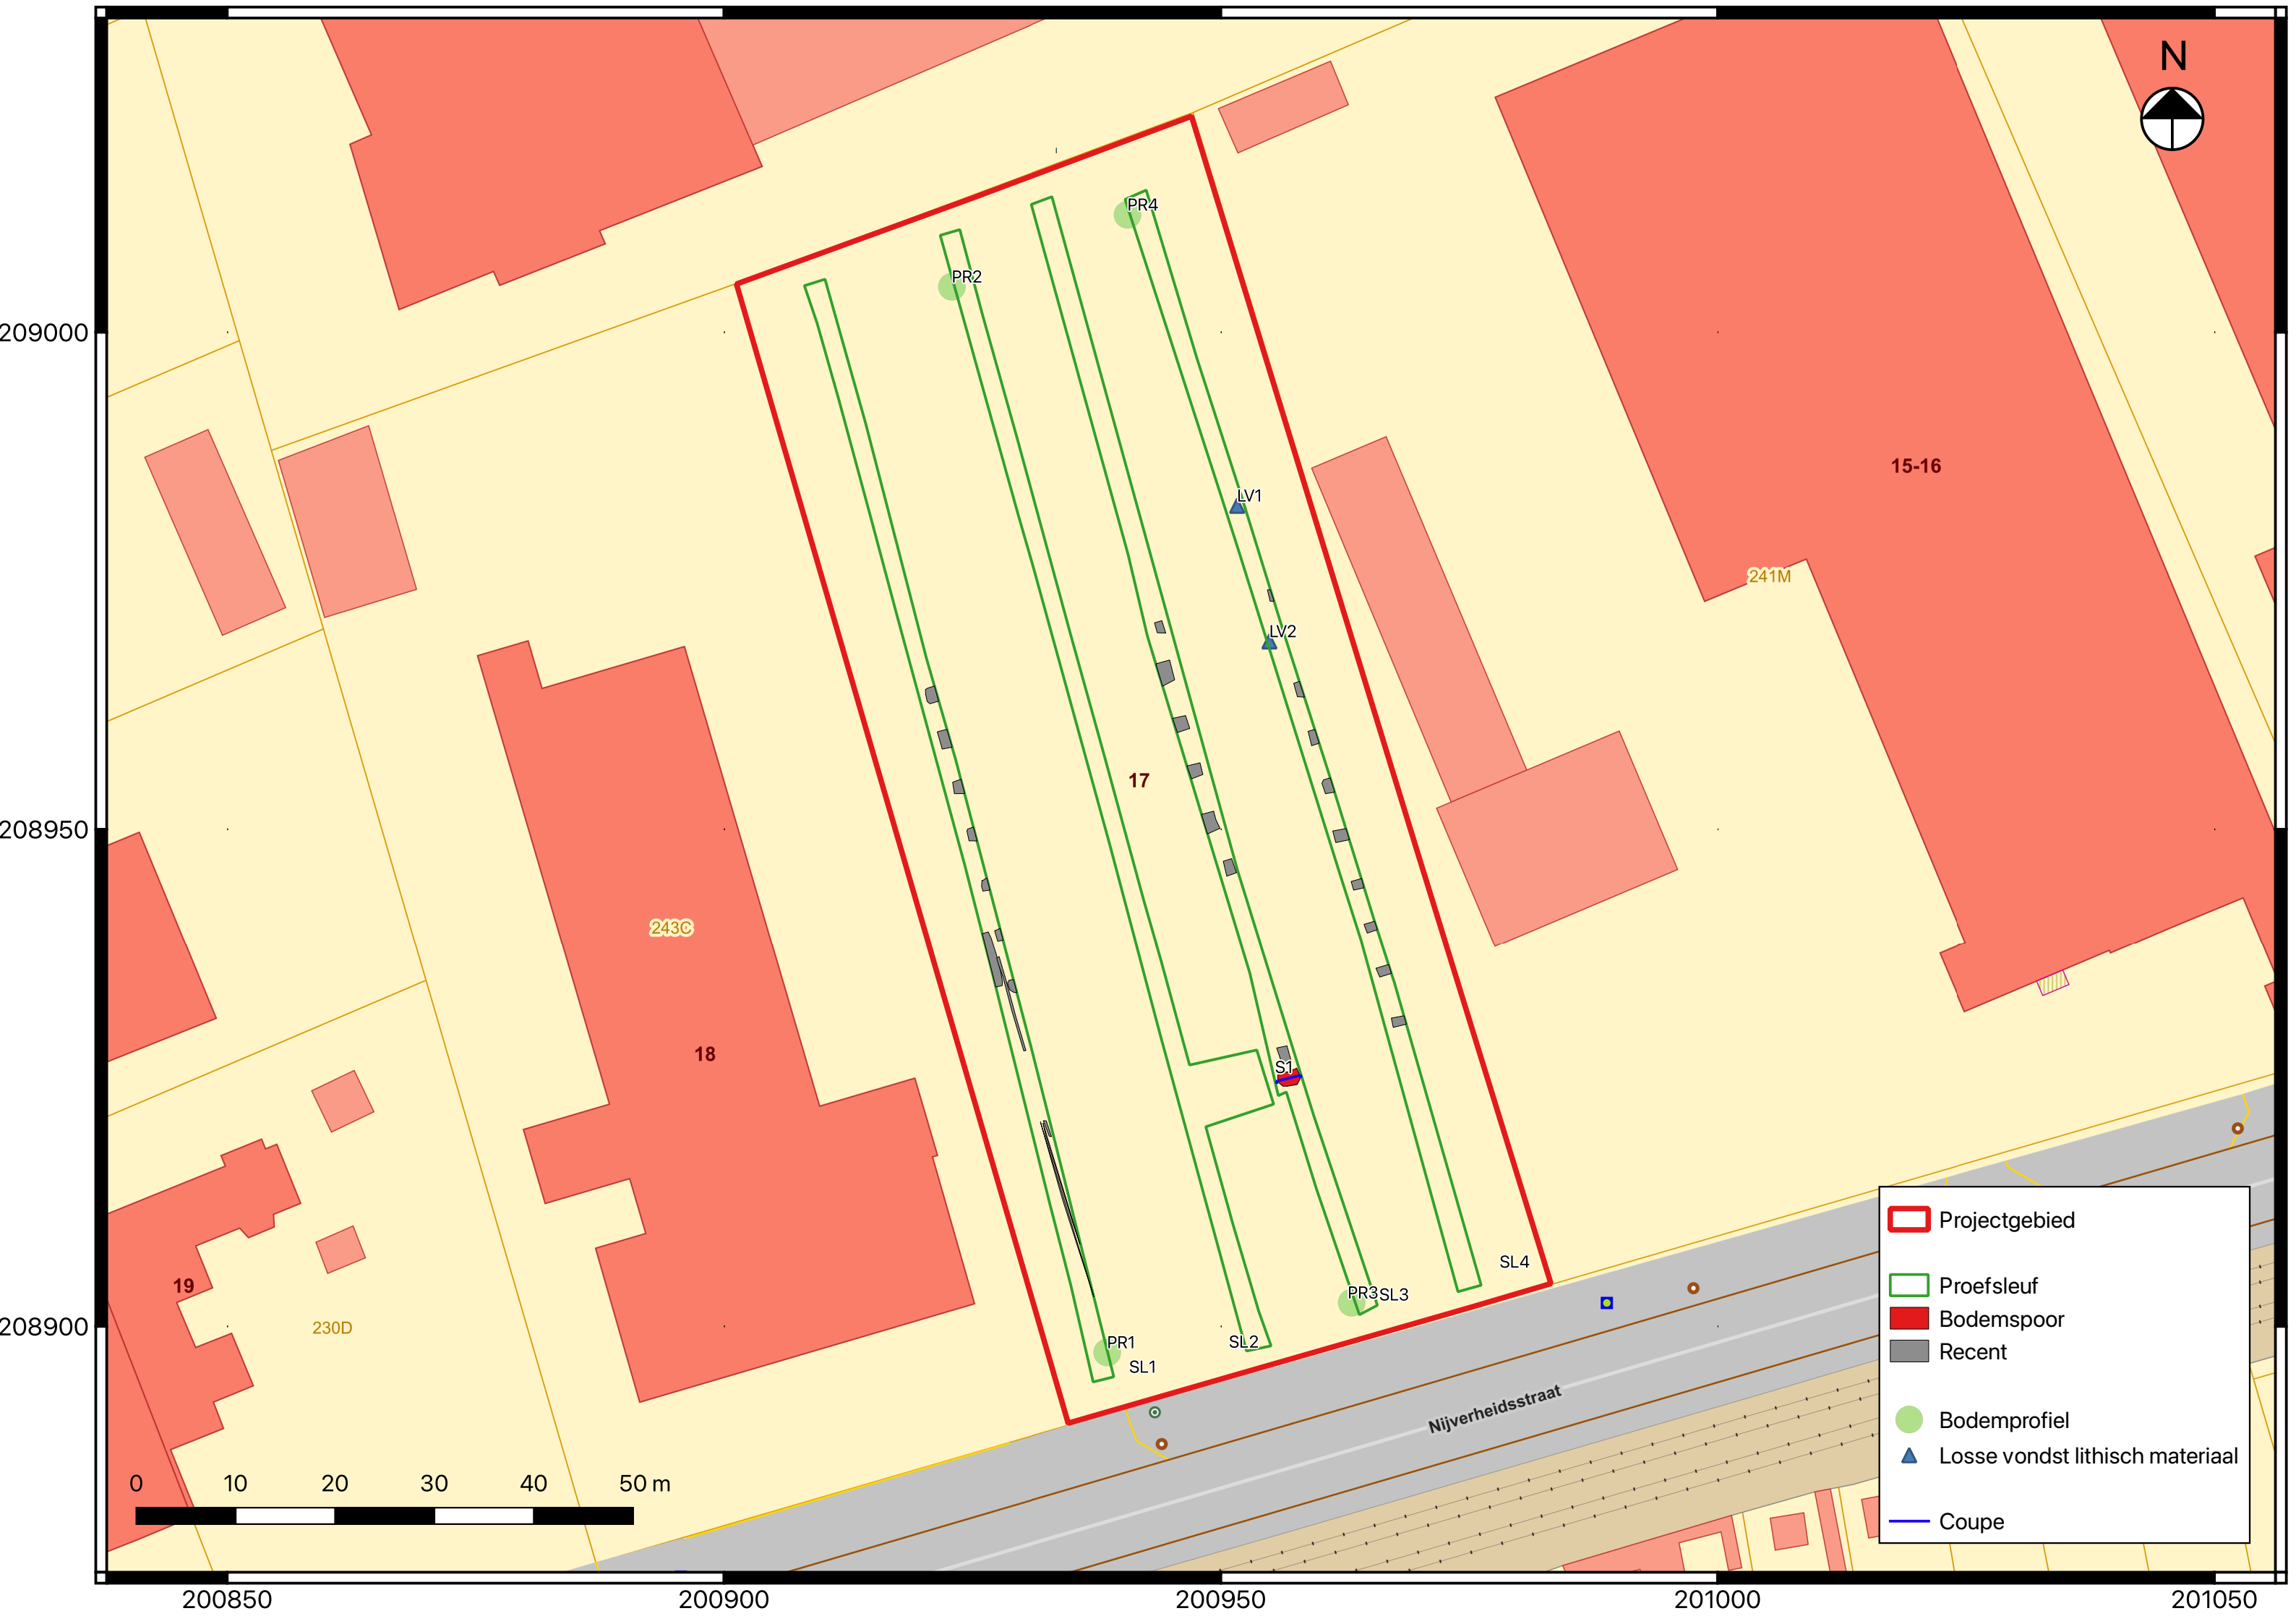 N
PR4
PR2
209000
15-16
LV1
241M
LV2
17
208950
243C
18
S1
Projectgebied
SL4
19
Proefsleuf
PR3
SL3
Bodemspoor
208900
230D
PR1
SL2
Recent
SL1
Nijverheidsstraat
Bodemprofiel
Losse vondst lithisch materiaal
0 10 20 30 40 50 m
Coupe
200850 200900 200950 201000 201050